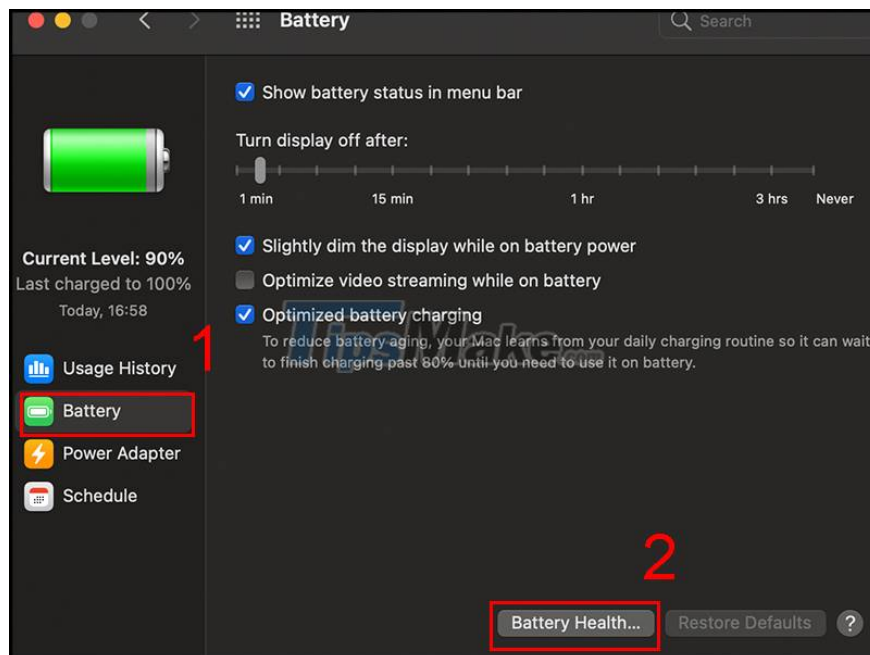 Battery
Search
Show battery status in menu bar
Turn display off after:
1 min 15 min 1 hr 3 hrs Never
Slightly dim the display while on battery power
Optimize video streaming while on battery
Optimized battery charging
To reduce battery aging, your Mac learns from your daily charging routine so it can wait
to finish charging past 80% until you need to use it on battery.
TipsMake.com
Current Level: 90%
Last charged to 100%
Today, 16:58
1
Usage History
Battery
Power Adapter
Schedule
2
Battery Health...
Restore Defaults
?